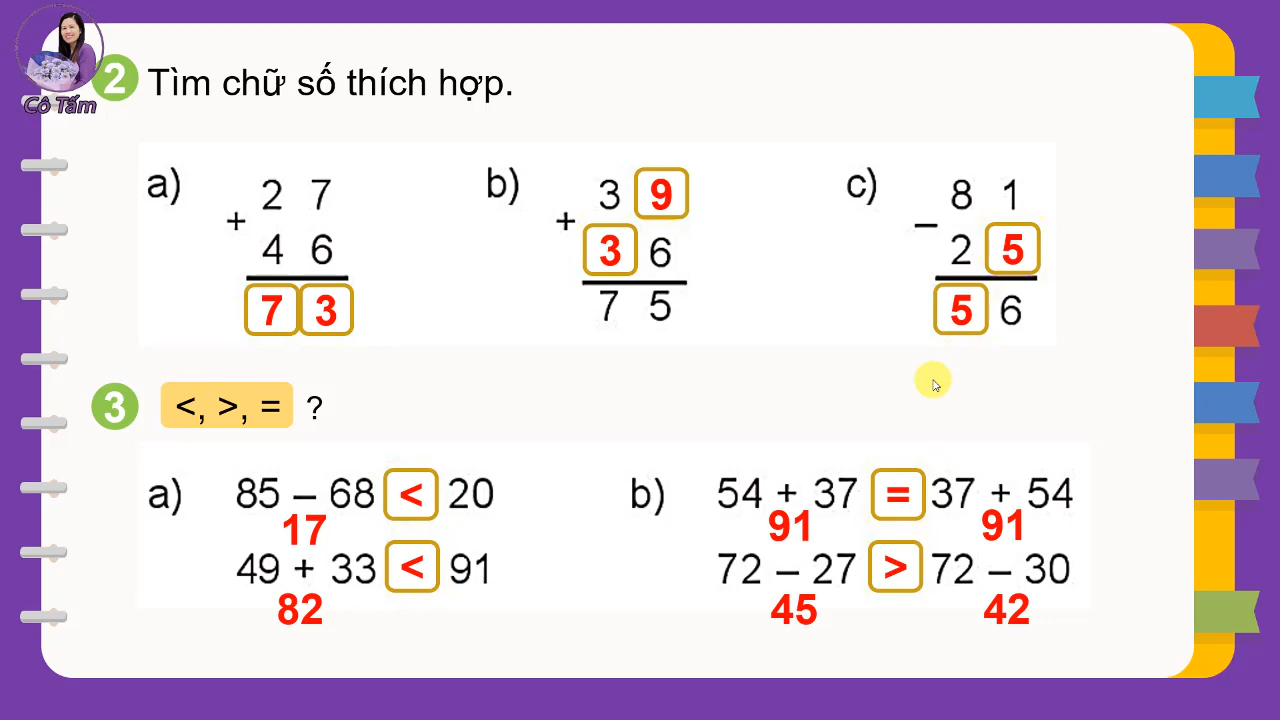 Cô Tấm
2 Tìm chữ số thích hợp.
a) 2 7
+
4 6
7 3
b) 3 9
+
3 6
7 5
c) 8 1
–
2 5
5 6
3 <, >, = ?
a) 85 – 68 < 20
17
49 + 33 < 91
82
b) 54 + 37 = 37 + 54
91 91
72 – 27 > 72 – 30
45 42